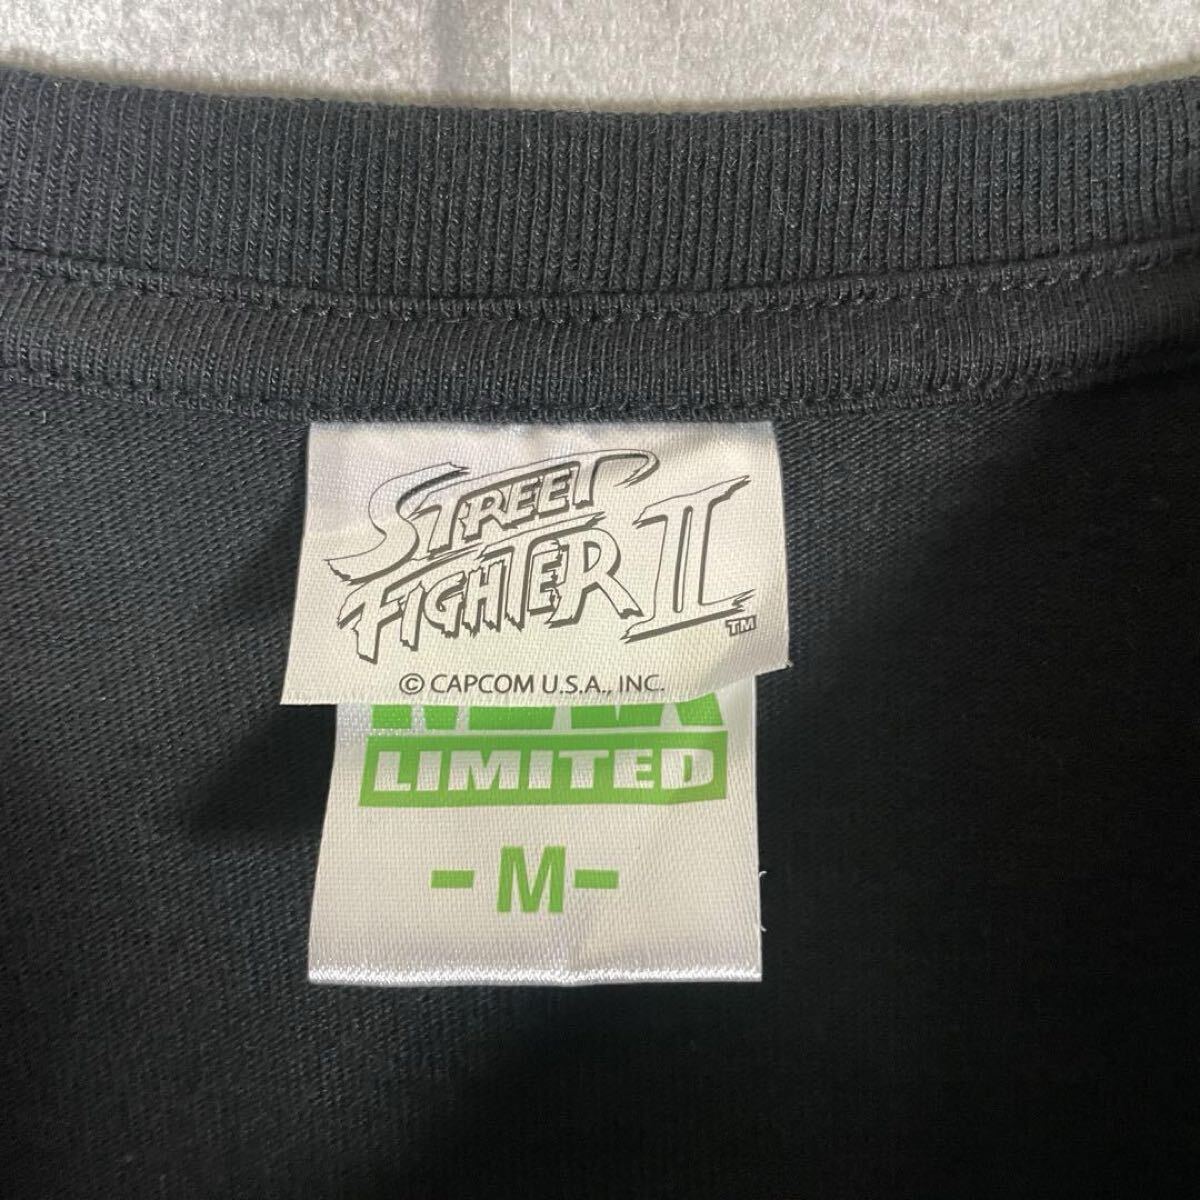 STREET
FIGHTER II
TM
© CAPCOM U.S.A., INC.
LIMITED
- M -